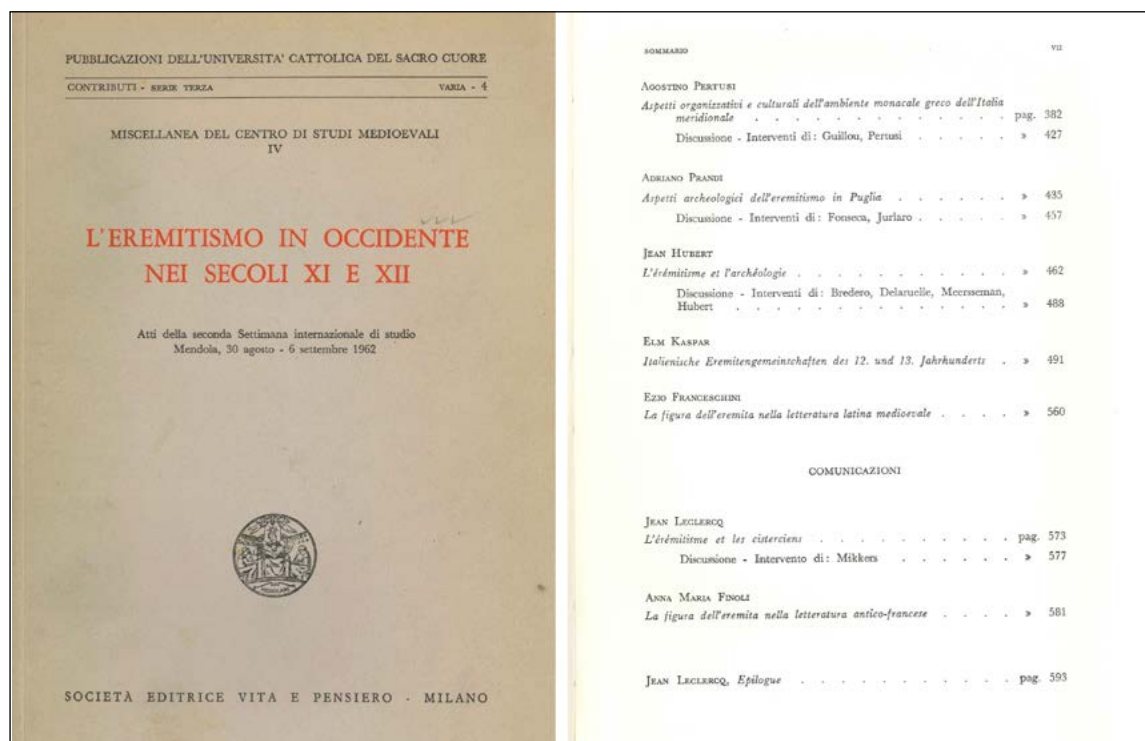 PUBBLICAZIONI DELL'UNIVERSITA' CATTOLICA DEL SACRO CUORE
CONTRIBUTI - SERIE TERZA VARIA - 4
MISCELLANEA DEL CENTRO DI STUDI MEDIOEVALI
IV
L'EREMITISMO IN OCCIDENTE
NEI SECOLI XI E XII
Atti della seconda Settimana internazionale di studio
Mendola, 30 agosto - 6 settembre 1962
SOCIETÀ EDITRICE VITA E PENSIERO - MILANO
SOMMARIO VII
AGOSTINO PERTUSI
Aspetti organizzativi e culturali dell'ambiente monacale greco dell'Italia
meridionale . . . . . . . . . . . . . pag. 382
Discussione - Interventi di: Guillou, Pertusi . . . . . » 427
ADRIANO PRANDI
Aspetti archeologici dell'eremitismo in Puglia . . . . . . » 435
Discussione - Interventi di: Fonseca, Jurlaro . . . . . » 457
JEAN HUBERT
L'érémitisme et l'archéologie . . . . . . . . . . . » 462
Discussione - Interventi di: Bredero, Delaruelle, Meersseman,
Hubert . . . . . . . . . . . . . . » 488
ELM KASPAR
Italienische Eremitengemeintschaften des 12. und 13. Jahrhunderts . » 491
EZIO FRANCESCHINI
La figura dell'eremita nella letteratura latina medioevale . . . . » 560
COMUNICAZIONI
JEAN LECLERCQ
L'érémitisme et les cisterciens . . . . . . . . . . pag. 573
Discussione - Intervento di: Mikkers . . . . . . » 577
ANNA MARIA FINOLI
La figura dell'eremita nella letteratura antico-francese . . . . » 581
JEAN LECLERCQ, Epilogue . . . . . . . . . . . pag. 593